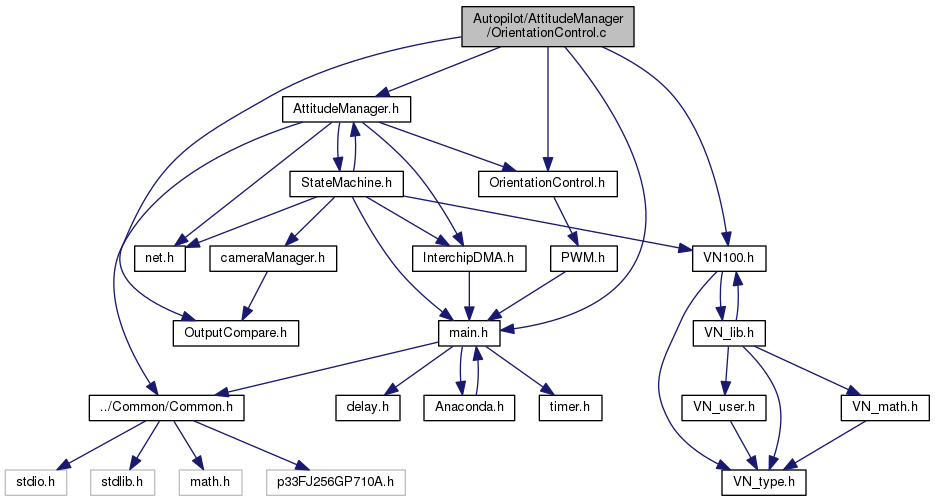 Autopilot/AttitudeManager
/OrientationControl.c
AttitudeManager.h
StateMachine.h
OrientationControl.h
net.h
cameraManager.h
InterchipDMA.h
PWM.h
VN100.h
OutputCompare.h
main.h
VN_lib.h
../Common/Common.h
delay.h
Anaconda.h
timer.h
VN_user.h
VN_math.h
stdio.h
stdlib.h
math.h
p33FJ256GP710A.h
VN_type.h